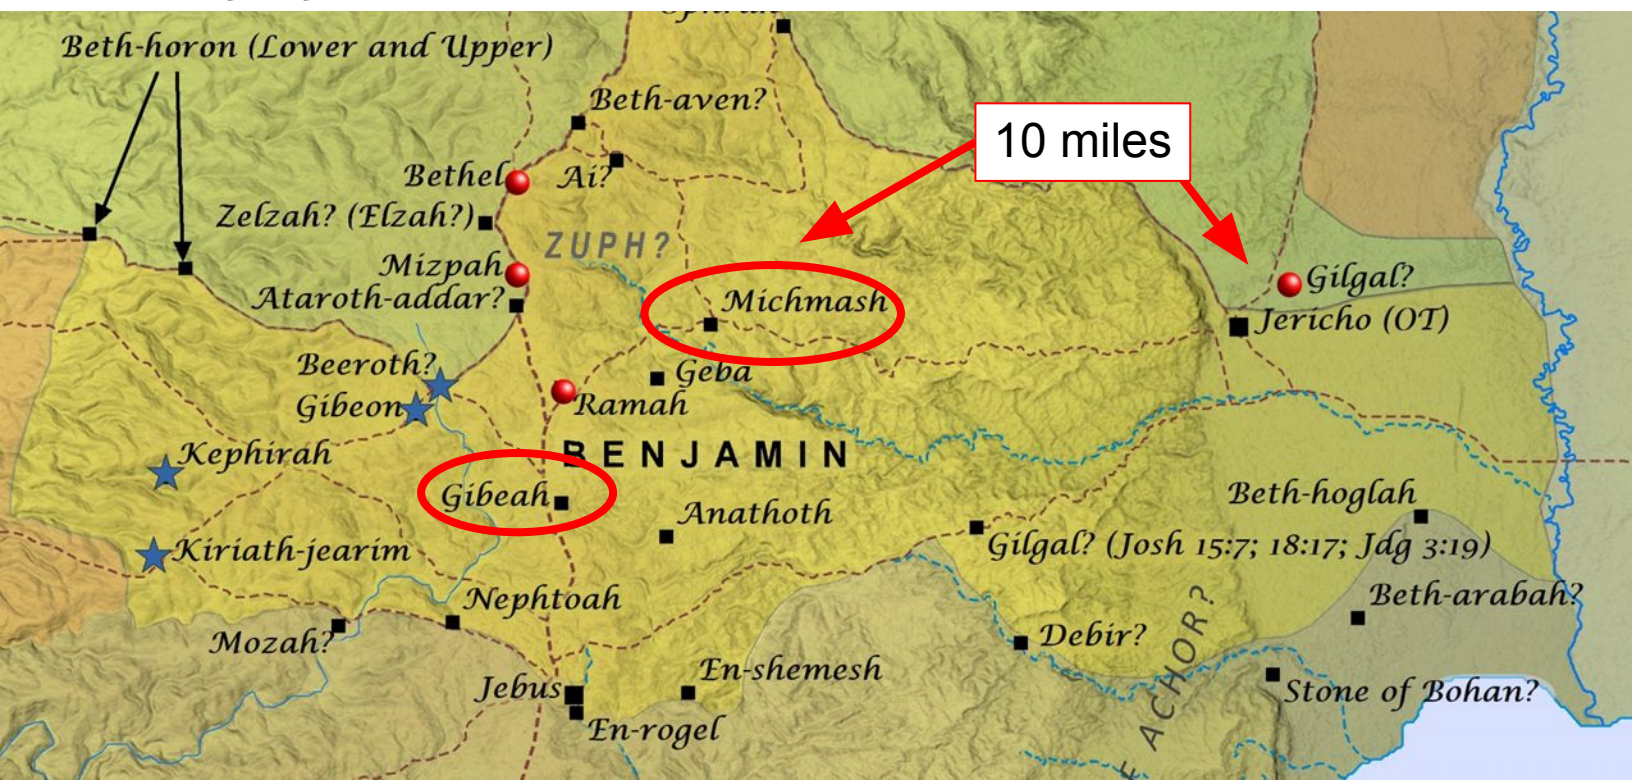 Beth-horon (Lower and Upper)
Beth-aven?
10 miles
Bethel
Ai?
Zelzah? (Elzah?)
ZUPH?
Mizpah
Gilgal?
Ataroth-addar?
Michmash
Jericho (OT)
Beeroth?
Geba
Gibeon
Ramah
BENJAMIN
Kephirah
Gibeah
Beth-hoglah
Anathoth
Kiriath-jearim
Gilgal? (Josh 15:7; 18:17; Jdg 3:19)
Nephtoah
Beth-arabah?
Mozah?
Debir?
ACHOR?
En-shemesh
Jebus
Stone of Bohan?
En-rogel